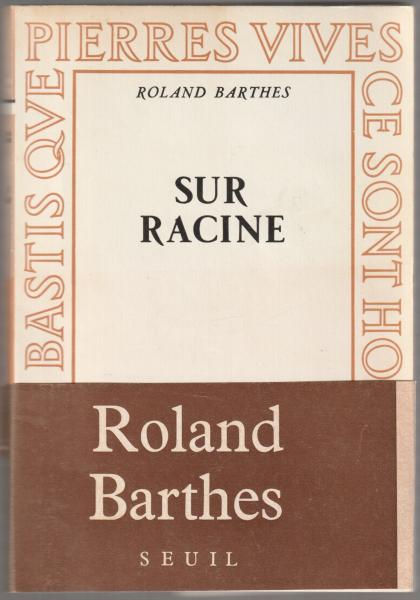 PIERRES VIVES
BASTIS QVE
CE SONT HO
ROLAND BARTHES
SUR
RACINE
Roland
Barthes
SEUIL